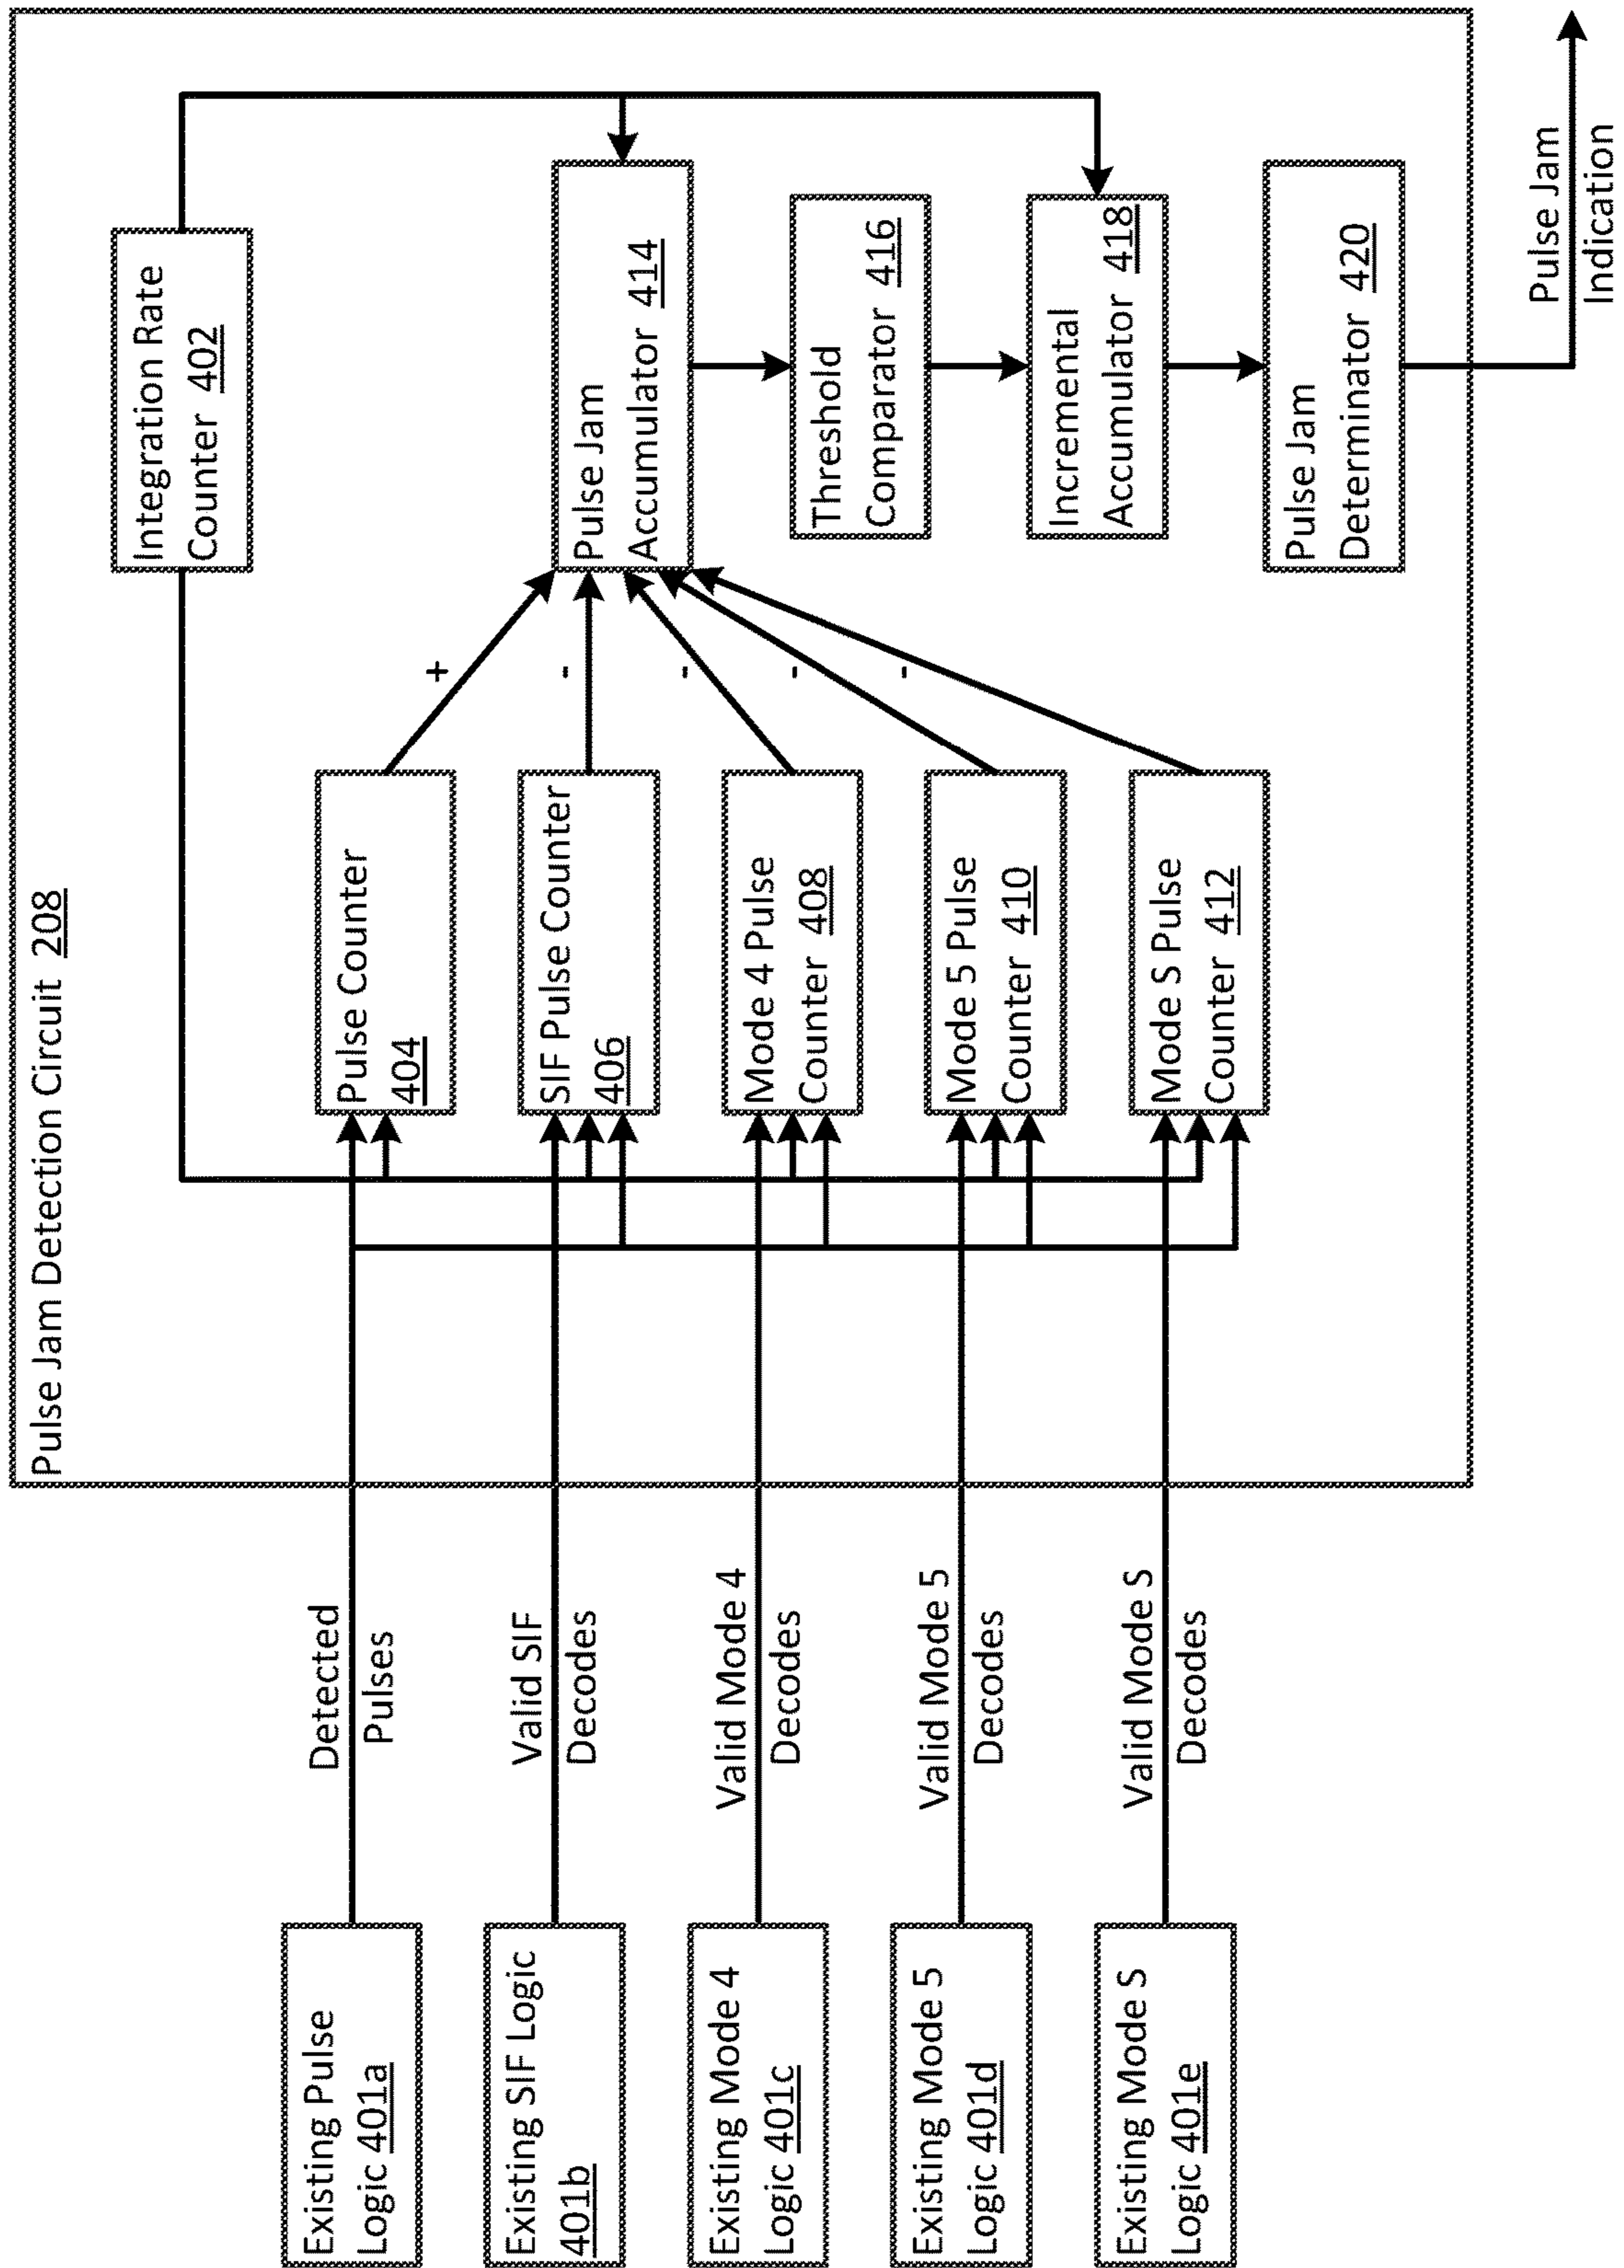 Pulse Jam Detection Circuit 208
Integration Rate
Counter 402
Existing Pulse
Logic 401a
Detected
Pulses
Pulse Counter
404
+
Existing SIF Logic
401b
Valid SIF
Decodes
SIF Pulse Counter
406
-
Existing Mode 4
Logic 401c
Valid Mode 4
Decodes
Mode 4 Pulse
Counter 408
-
Existing Mode 5
Logic 401d
Valid Mode 5
Decodes
Mode 5 Pulse
Counter 410
-
Existing Mode S
Logic 401e
Valid Mode S
Decodes
Mode S Pulse
Counter 412
-
Pulse Jam
Accumulator 414
Threshold
Comparator 416
Incremental
Accumulator 418
Pulse Jam
Determinator 420
Pulse Jam
Indication